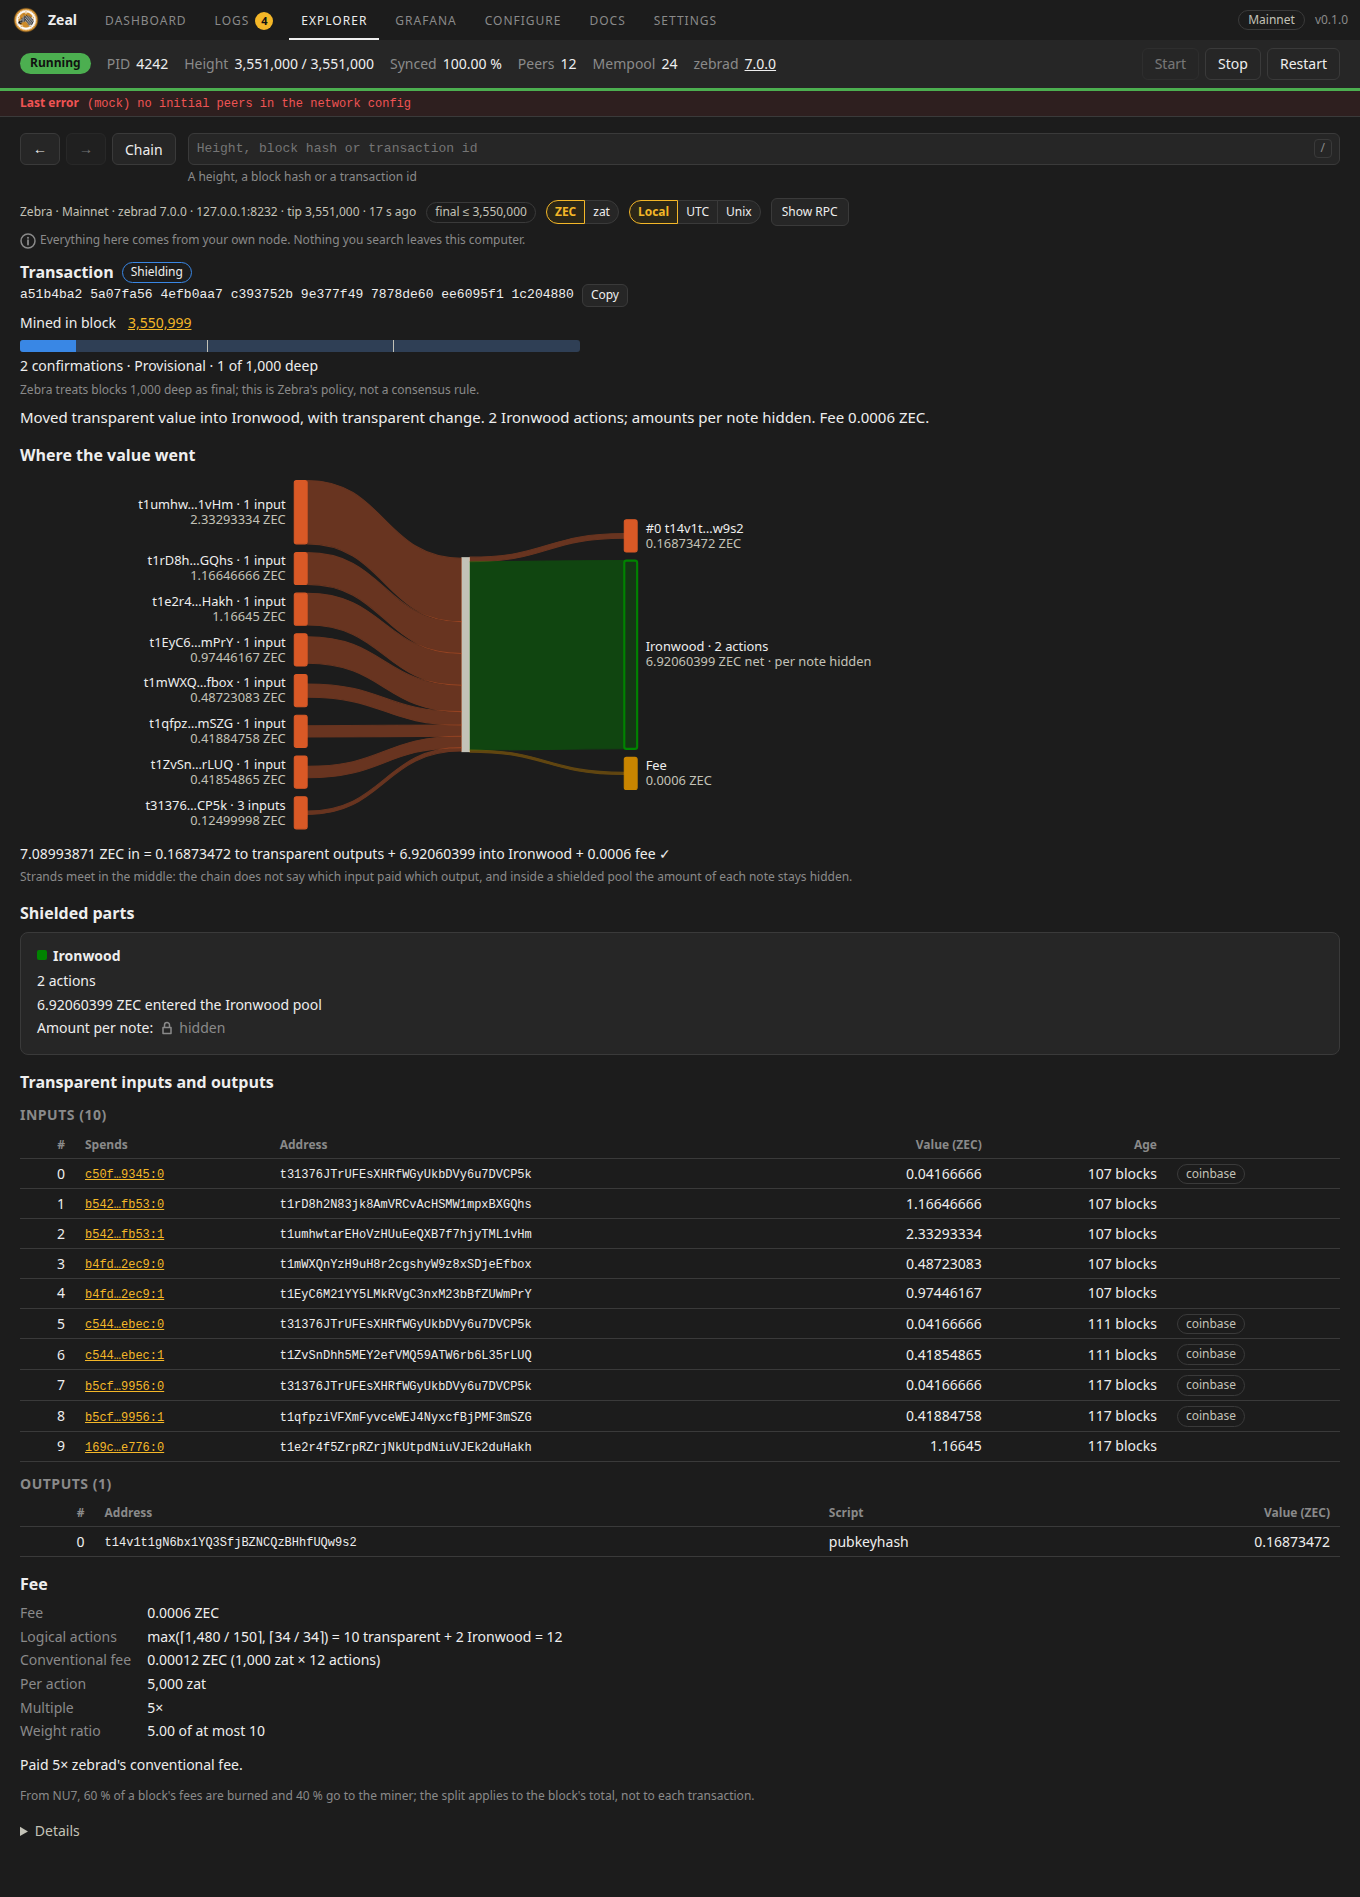 Zeal DASHBOARD LOGS 4 EXPLORER GRAFANA CONFIGURE DOCS SETTINGS Mainnet v0.1.0
Running PID 4242 Height 3,551,000 / 3,551,000 Synced 100.00 % Peers 12 Mempool 24 zebrad 7.0.0 Start Stop Restart
Last error (mock) no initial peers in the network config
← → Chain Height, block hash or transaction id /
A height, a block hash or a transaction id
Zebra · Mainnet · zebrad 7.0.0 · 127.0.0.1:8232 · tip 3,551,000 · 17 s ago final ≤ 3,550,000 ZEC zat Local UTC Unix Show RPC
Everything here comes from your own node. Nothing you search leaves this computer.
Transaction Shielding
a51b4ba2 5a07fa56 4efb0aa7 c393752b 9e377f49 7878de60 ee6095f1 1c204880 Copy
Mined in block 3,550,999
2 confirmations · Provisional · 1 of 1,000 deep
Zebra treats blocks 1,000 deep as final; this is Zebra's policy, not a consensus rule.
Moved transparent value into Ironwood, with transparent change. 2 Ironwood actions; amounts per note hidden. Fee 0.0006 ZEC.
Where the value went
t1umhw...1vHm · 1 input
2.33293334 ZEC
t1rD8h...GQhs · 1 input
1.16646666 ZEC
t1e2r4...Hakh · 1 input
1.16645 ZEC
t1EyC6...mPrY · 1 input
0.97446167 ZEC
t1mWXQ...fbox · 1 input
0.48723083 ZEC
t1qfpz...mSZG · 1 input
0.41884758 ZEC
t1ZvSn...rLUQ · 1 input
0.41854865 ZEC
t31376...CP5k · 3 inputs
0.12499998 ZEC
#0 t14v1t...w9s2
0.16873472 ZEC
Ironwood · 2 actions
6.92060399 ZEC net · per note hidden
Fee
0.0006 ZEC
7.08993871 ZEC in = 0.16873472 to transparent outputs + 6.92060399 into Ironwood + 0.0006 fee ✓
Strands meet in the middle: the chain does not say which input paid which output, and inside a shielded pool the amount of each note stays hidden.
Shielded parts
Ironwood
2 actions
6.92060399 ZEC entered the Ironwood pool
Amount per note: hidden
Transparent inputs and outputs
INPUTS (10)
# Spends Address Value (ZEC) Age
0 c50f…9345:0 t31376JTrUFEsXHRfWGyUkbDVy6u7DVCP5k 0.04166666 107 blocks coinbase
1 b542…fb53:0 t1rD8h2N83jk8AmVRCvAcHSMW1mpxBXGQhs 1.16646666 107 blocks
2 b542…fb53:1 t1umhwtarEHoVzHUuEeQXB7f7hjyTML1vHm 2.33293334 107 blocks
3 b4fd…2ec9:0 t1mWXQnYzH9uH8r2cgshyW9z8xSDjeEfbox 0.48723083 107 blocks
4 b4fd…2ec9:1 t1EyC6M21YY5LMkRVgC3nxM23bBfZUWmPrY 0.97446167 107 blocks
5 c544…ebec:0 t31376JTrUFEsXHRfWGyUkbDVy6u7DVCP5k 0.04166666 111 blocks coinbase
6 c544…ebec:1 t1ZvSnDhh5MEY2efVMQ59ATW6rb6L35rLUQ 0.41854865 111 blocks coinbase
7 b5cf…9956:0 t31376JTrUFEsXHRfWGyUkbDVy6u7DVCP5k 0.04166666 117 blocks coinbase
8 b5cf…9956:1 t1qfpziVFXmFyvceWEJ4NyxcfBjPMF3mSZG 0.41884758 117 blocks coinbase
9 169c…e776:0 t1e2r4f5ZrpRZrjNkUtpdNiuVJEk2duHakh 1.16645 117 blocks
OUTPUTS (1)
# Address Script Value (ZEC)
0 t14v1t1gN6bx1YQ3SfjBZNCQzBHhfUQw9s2 pubkeyhash 0.16873472
Fee
Fee 0.0006 ZEC
Logical actions max(⌈1,480 / 150⌉, ⌈34 / 34⌉) = 10 transparent + 2 Ironwood = 12
Conventional fee 0.00012 ZEC (1,000 zat × 12 actions)
Per action 5,000 zat
Multiple 5×
Weight ratio 5.00 of at most 10
Paid 5× zebrad's conventional fee.
From NU7, 60 % of a block's fees are burned and 40 % go to the miner; the split applies to the block's total, not to each transaction.
Details